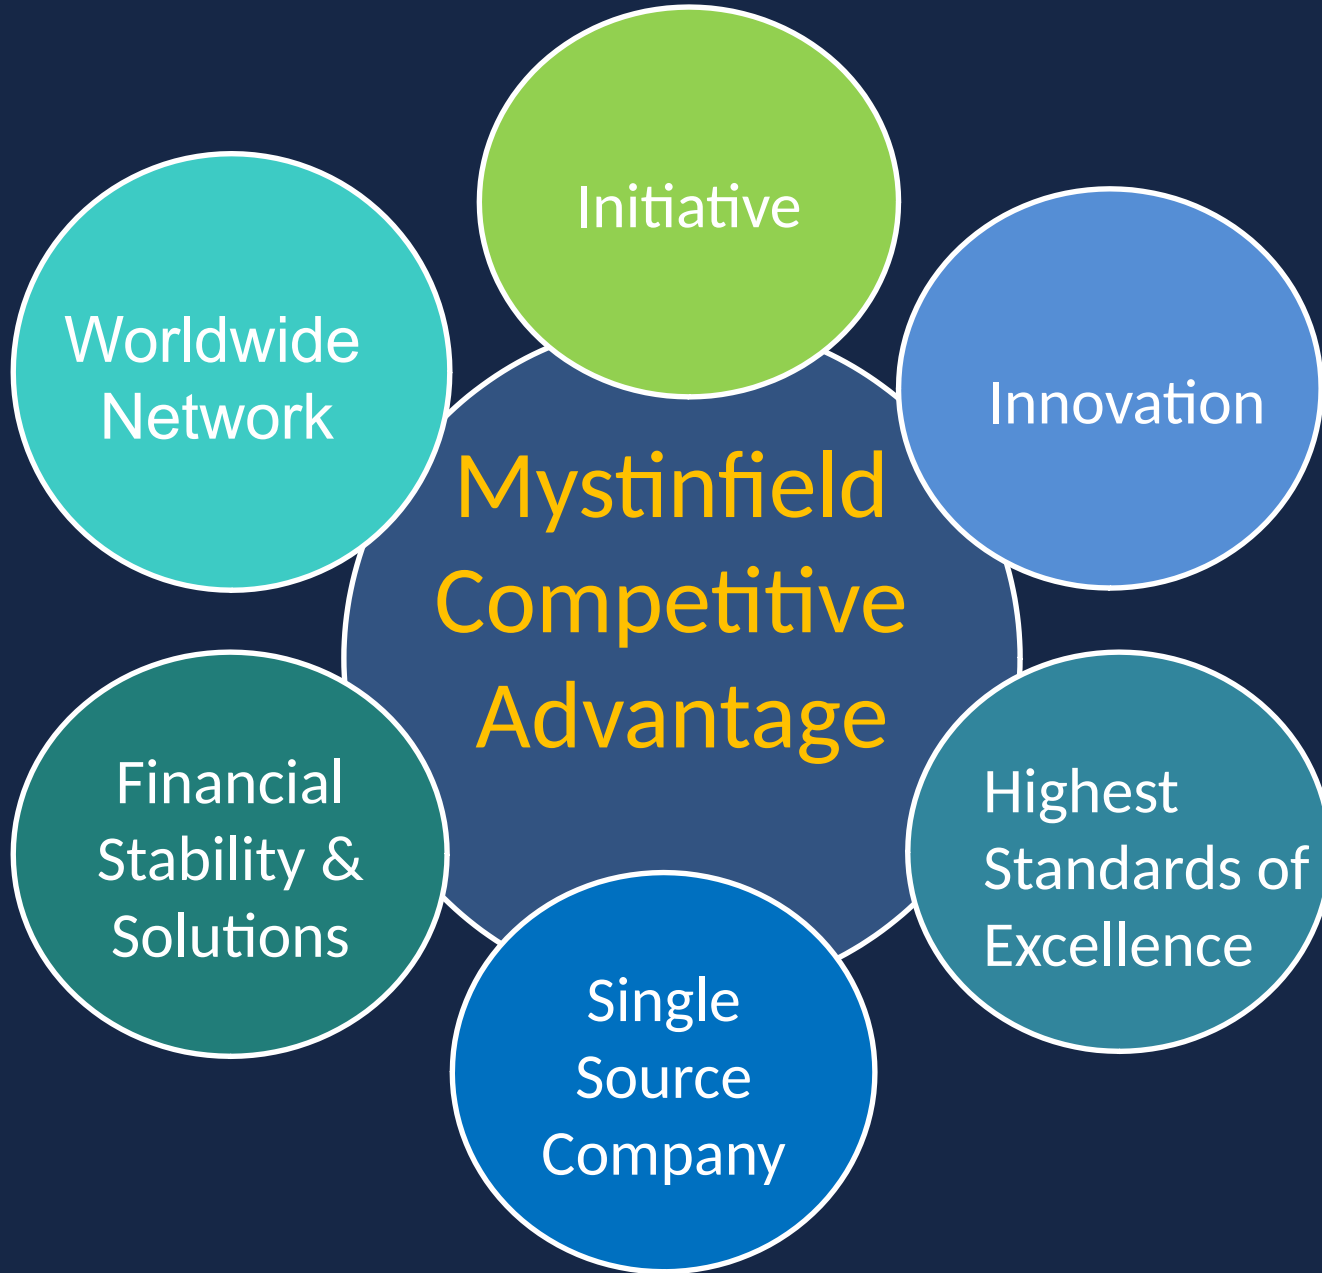 Initiative
Worldwide
Network
Innovation
Mystinfield
Competitive
Advantage
Financial
Stability &
Solutions
Highest
Standards of
Excellence
Single
Source
Company